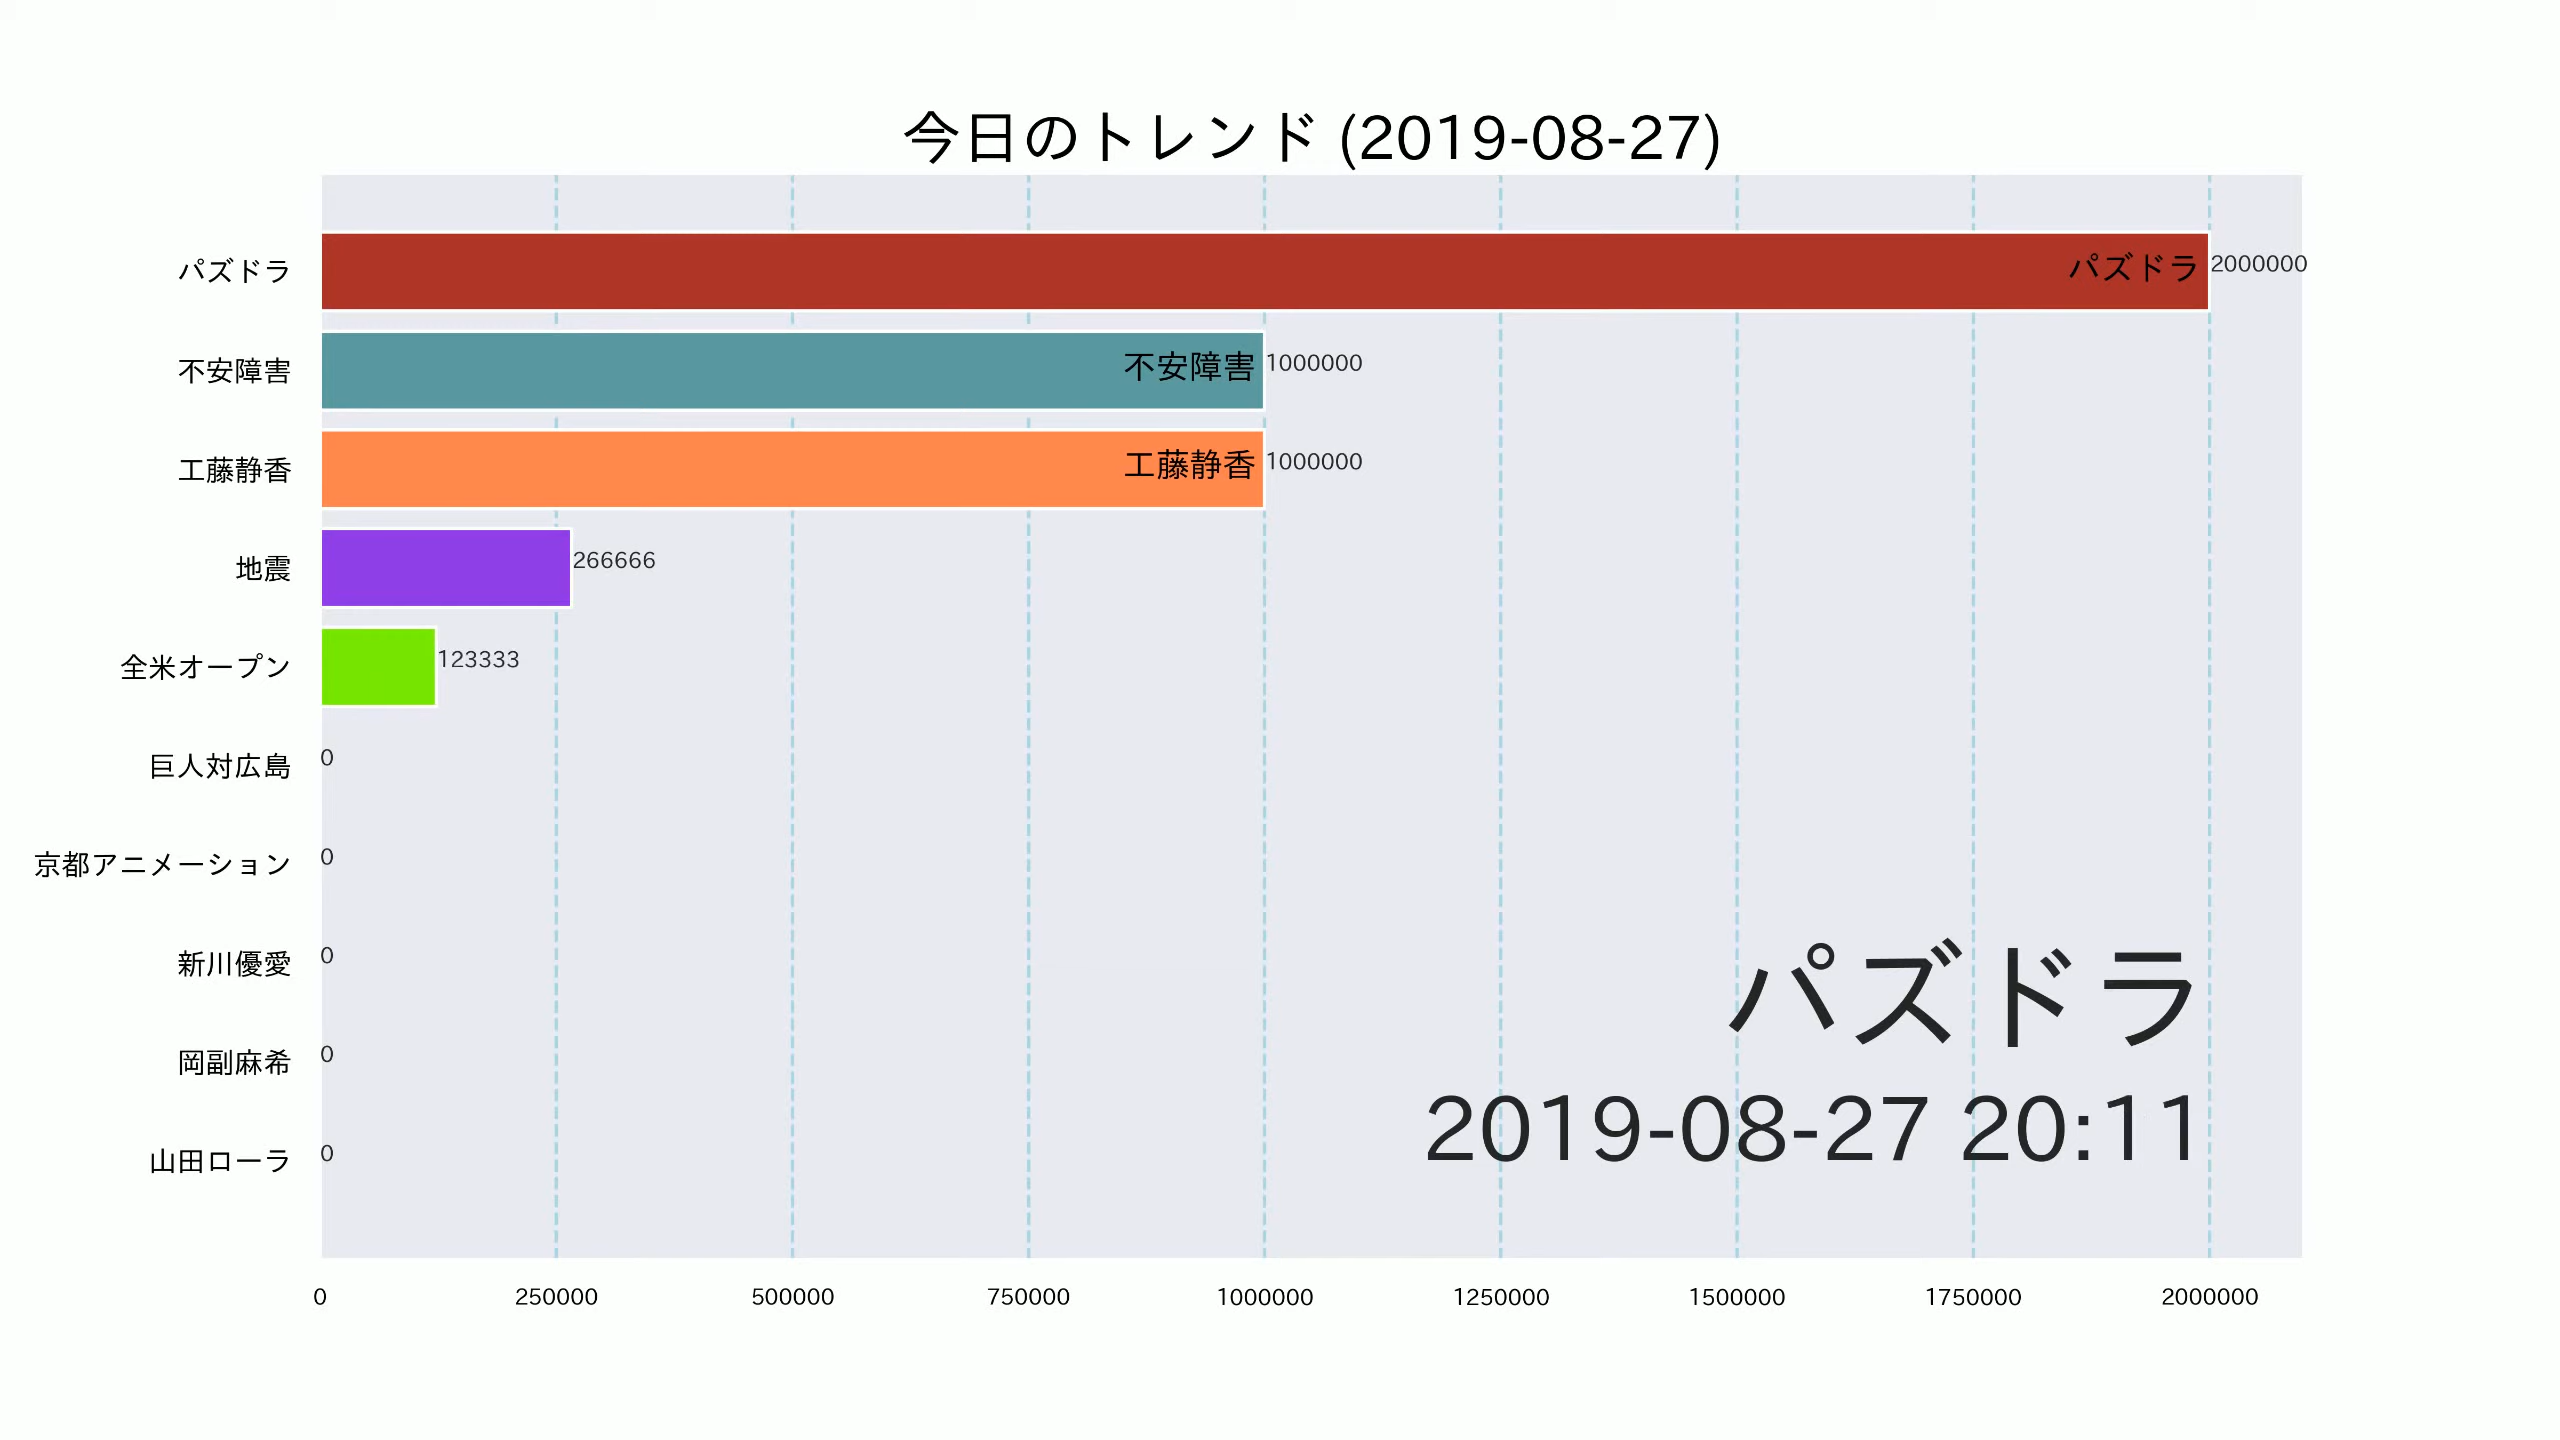 今日のトレンド (2019-08-27)
パズドラ パズドラ 2000000
不安障害 不安障害 1000000
工藤静香 工藤静香 1000000
地震 266666
全米オープン 123333
巨人対広島 0
京都アニメーション 0
新川優愛 0
岡副麻希 0
山田ローラ 0
パズドラ
2019-08-27 20:11
0 250000 500000 750000 1000000 1250000 1500000 1750000 2000000